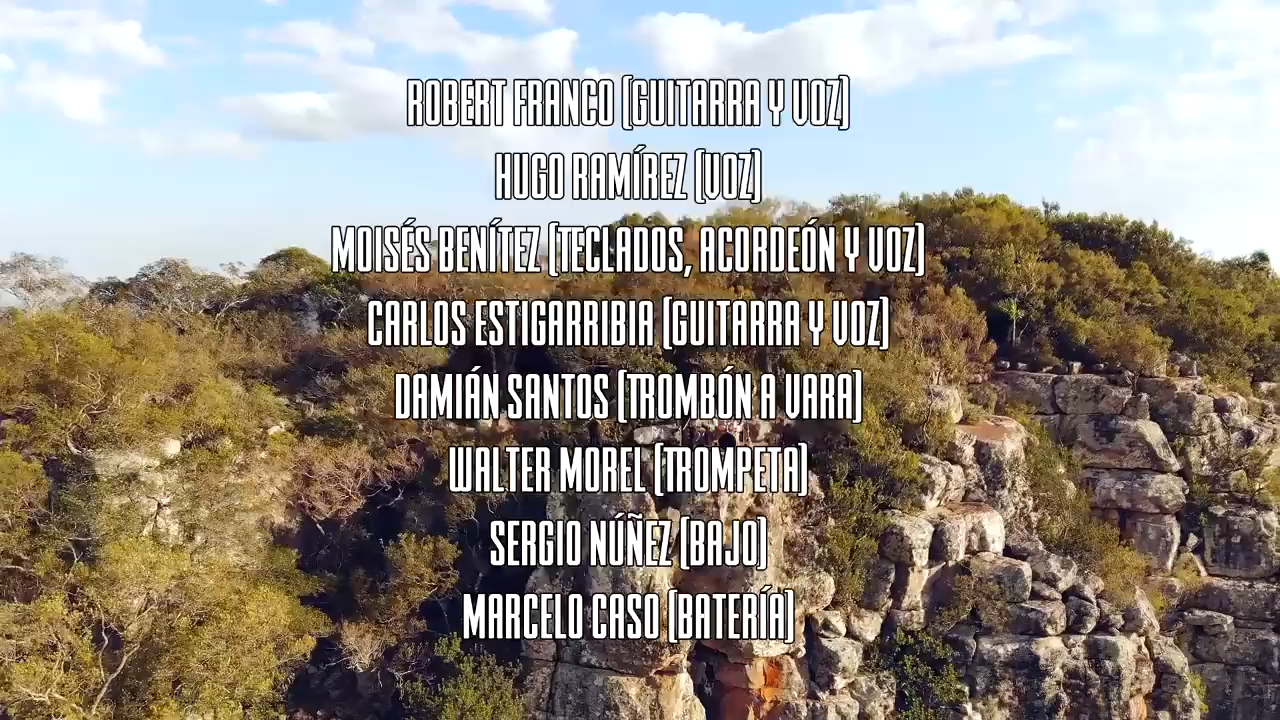 ROBERT FRANCO (GUITARRA Y VOZ)
HUGO RAMÍREZ (VOZ)
MOISÉS BENÍTEZ (TECLADOS, ACORDEÓN Y VOZ)
CARLOS ESTIGARRIBIA (GUITARRA Y VOZ)
DAMIÁN SANTOS (TROMBÓN A VARA)
WALTER MOREL (TROMPETA)
SERGIO NÚÑEZ (BAJO)
MARCELO CASO (BATERÍA)